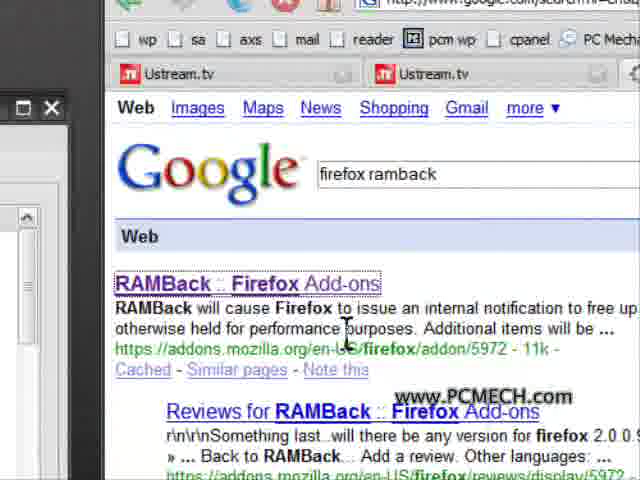 http://www.google.com/search?hl=en&
wp sa axs mail reader pcm wp cpanel PC Mecha
Ustream.tv Ustream.tv
Web Images Maps News Shopping Gmail more ▼
Google firefox ramback
Web
RAMBack :: Firefox Add-ons
RAMBack will cause Firefox to issue an internal notification to free up
otherwise held for performance purposes. Additional items will be ...
https://addons.mozilla.org/en-US/firefox/addon/5972 - 11k -
Cached - Similar pages - Note this
www.PCMECH.com
Reviews for RAMBack :: Firefox Add-ons
r\n\r\nSomething last..will there be any version for firefox 2.0.0.
» ... Back to RAMBack... Add a review. Other languages: ...
https://addons.mozilla.org/en-US/firefox/reviews/display/5972 -